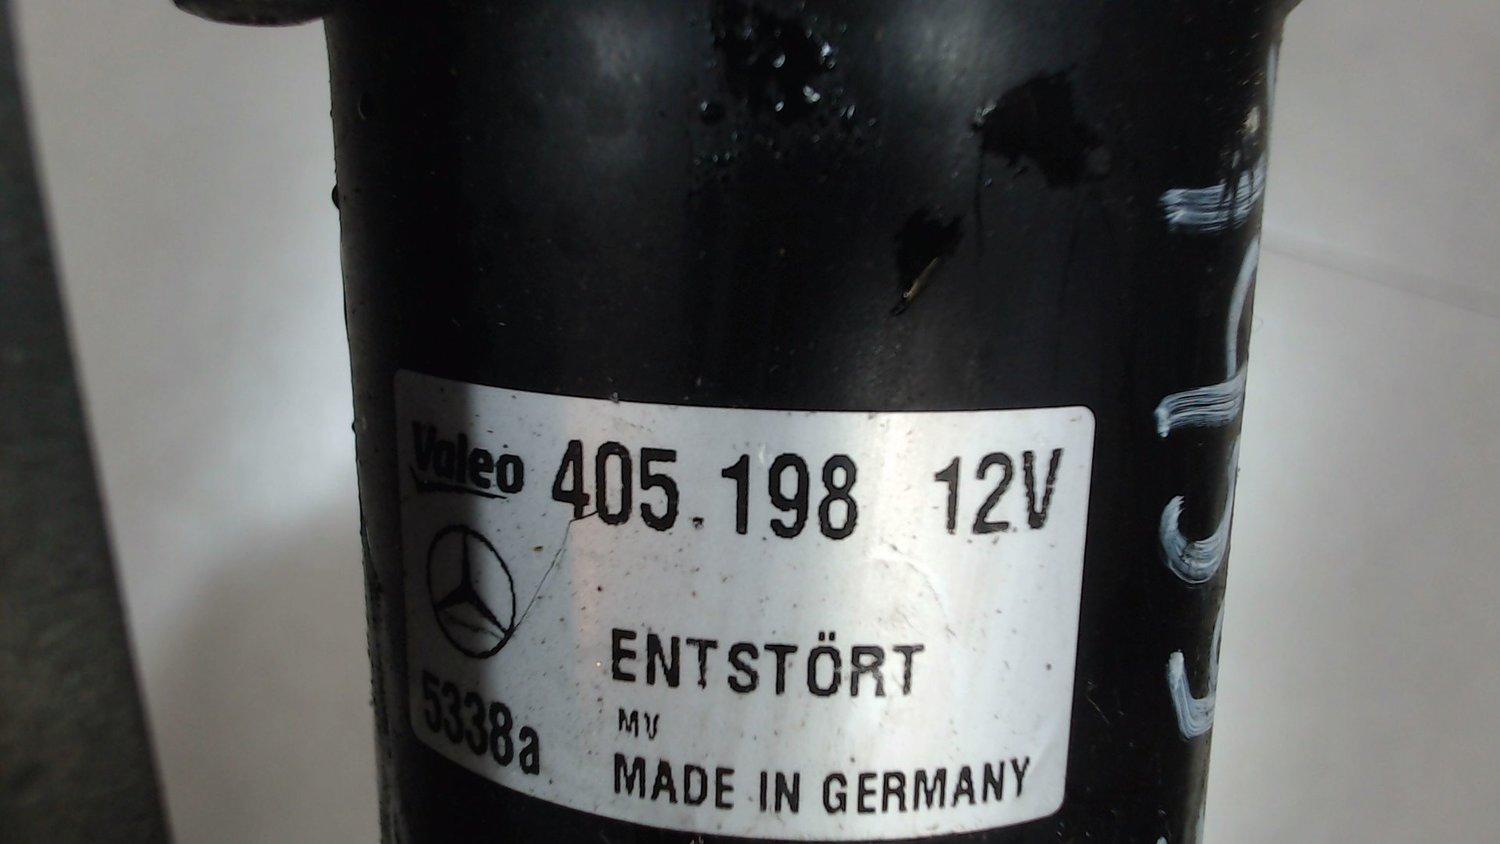 Valeo 405.198 12V
ENTSTÖRT
5338a
MV
MADE IN GERMANY